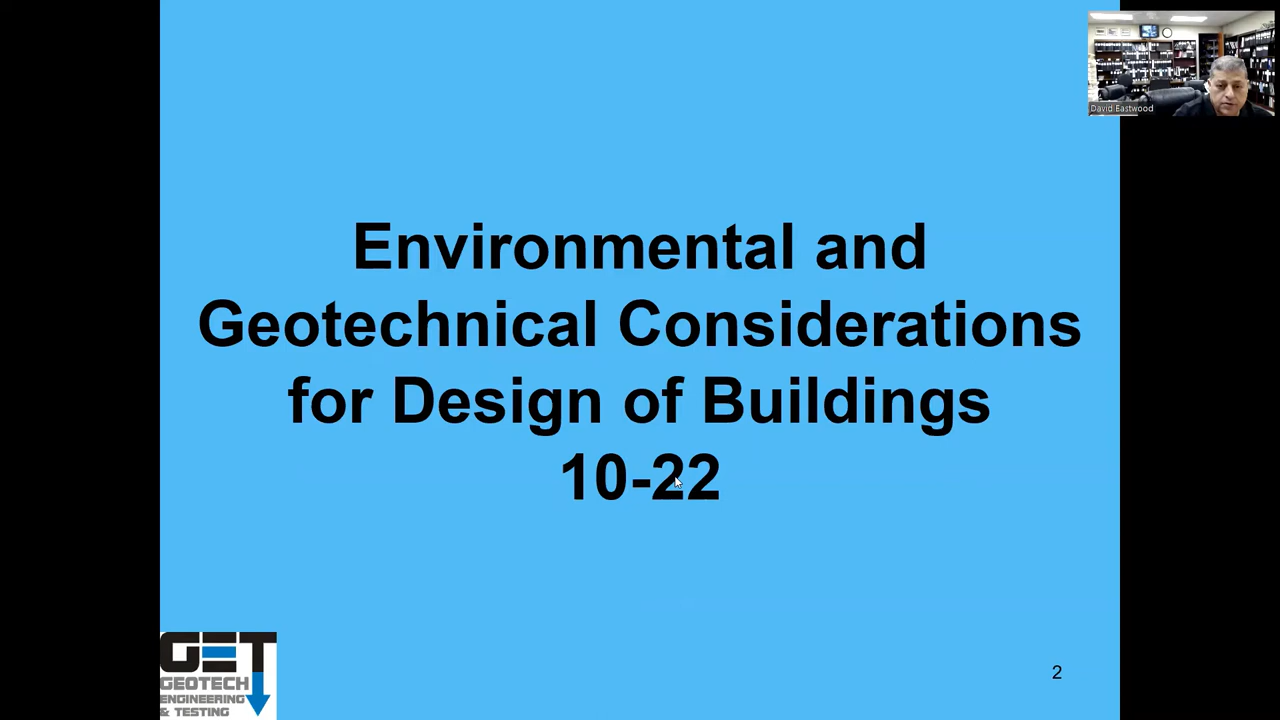 David Eastwood
Environmental and
Geotechnical Considerations
for Design of Buildings
10-22
GET
GEOTECH
ENGINEERING
& TESTING
2